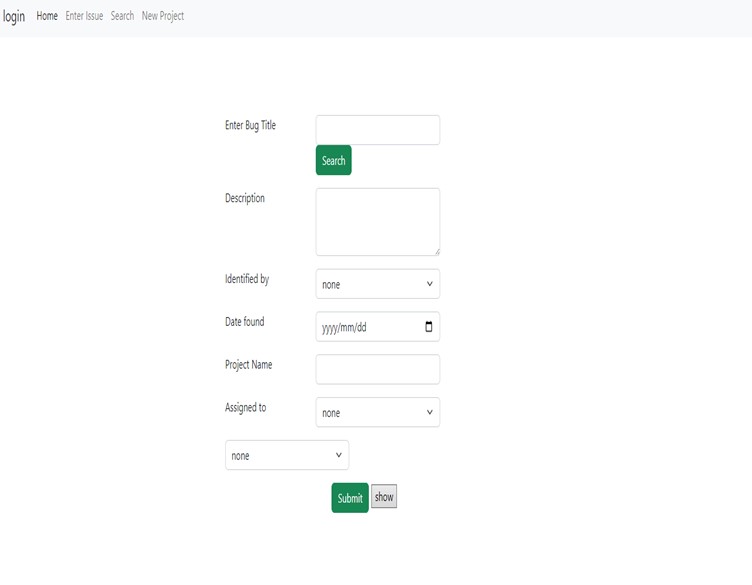 login Home Enter Issue Search New Project
Enter Bug Title
Search
Description
Identified by none
Date found yyyy/mm/dd
Project Name
Assigned to none
none
Submit show